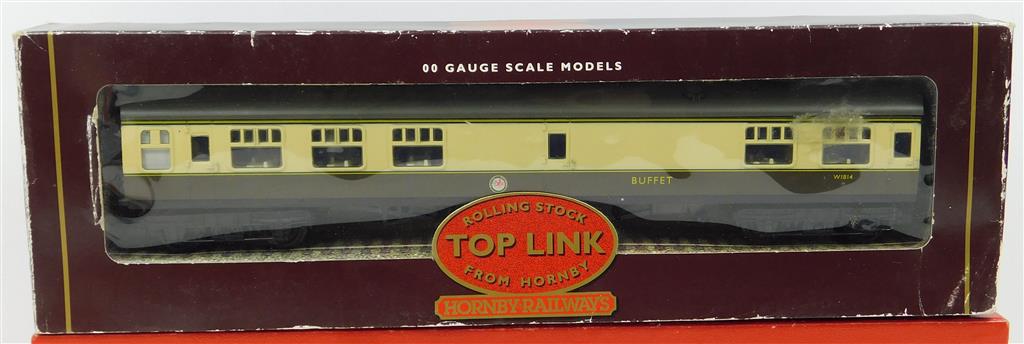 00 GAUGE SCALE MODELS
BUFFET
W1814
ROLLING STOCK
TOP LINK
FROM HORNBY
HORNBY RAILWAYS